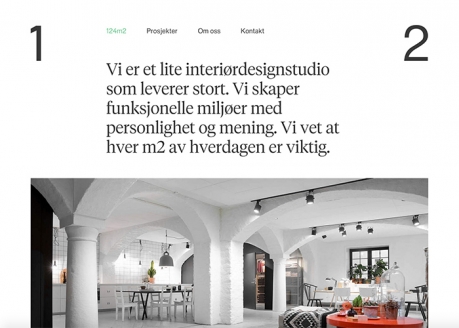 1
124m2 Prosjekter Om oss Kontakt
2
Vi er et lite interiørdesignstudio
som leverer stort. Vi skaper
funksjonelle miljøer med
personlighet og mening. Vi vet at
hver m2 av hverdagen er viktig.